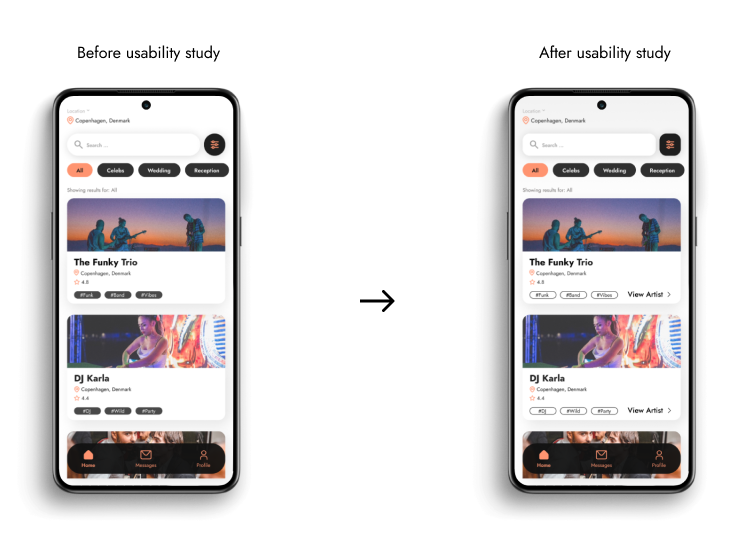 Before usability study
After usability study
Location
Copenhagen, Denmark
Search ...
All
Celebs
Wedding
Reception
Showing results for: All
The Funky Trio
Copenhagen, Denmark
4.8
#Funk
#Band
#Vibes
DJ Karla
Copenhagen, Denmark
4.4
#Dj
#Wild
#Party
Home
Messages
Profile
Location
Copenhagen, Denmark
Search ...
All
Celebs
Wedding
Reception
Showing results for: All
The Funky Trio
Copenhagen, Denmark
4.8
#Funk
#Band
#Vibes
View Artist
DJ Karla
Copenhagen, Denmark
4.4
#Dj
#Wild
#Party
View Artist
Home
Messages
Profile